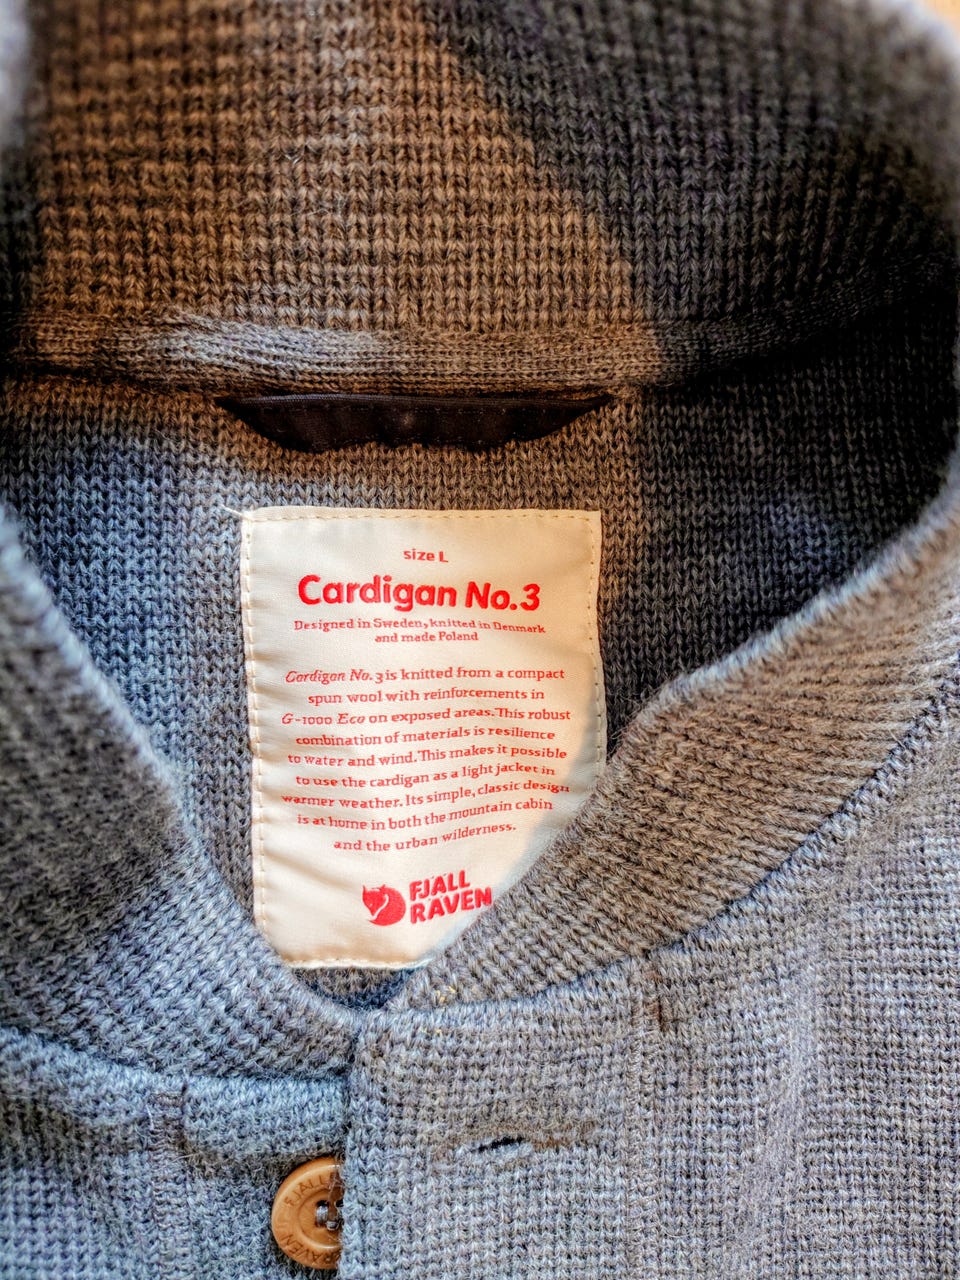 size L
Cardigan No.3
Designed in Sweden, knitted in Denmark
and made Poland
Cardigan No. 3 is knitted from a compact
spun wool with reinforcements in
G-1000 Eco on exposed areas. This robust
combination of materials is resilience
to water and wind. This makes it possible
to use the cardigan as a light jacket in
warmer weather. Its simple, classic design
is at home in both the mountain cabin
and the urban wilderness.
FJÄLL
RAVEN
FJÄLL
RAVEN